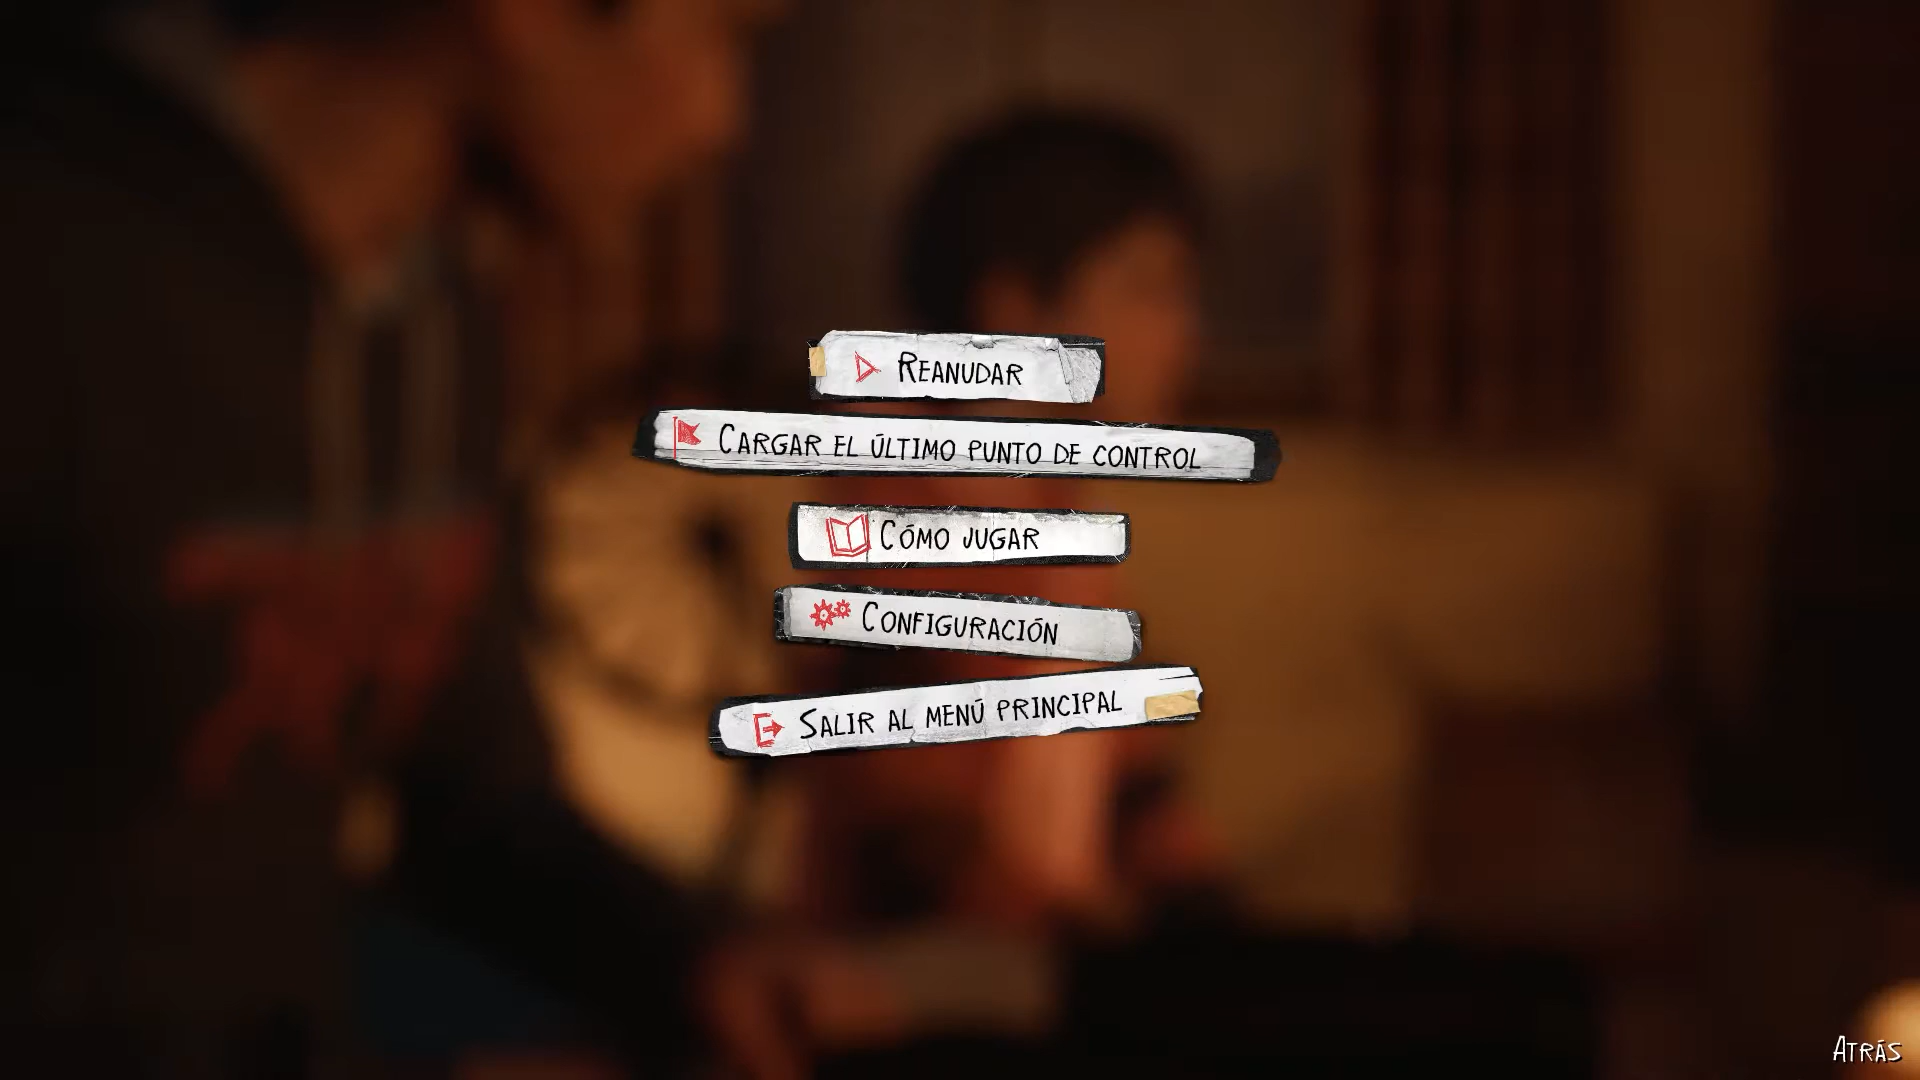 Reanudar
Cargar el último punto de control
Cómo jugar
Configuración
Salir al menú principal
Atrás